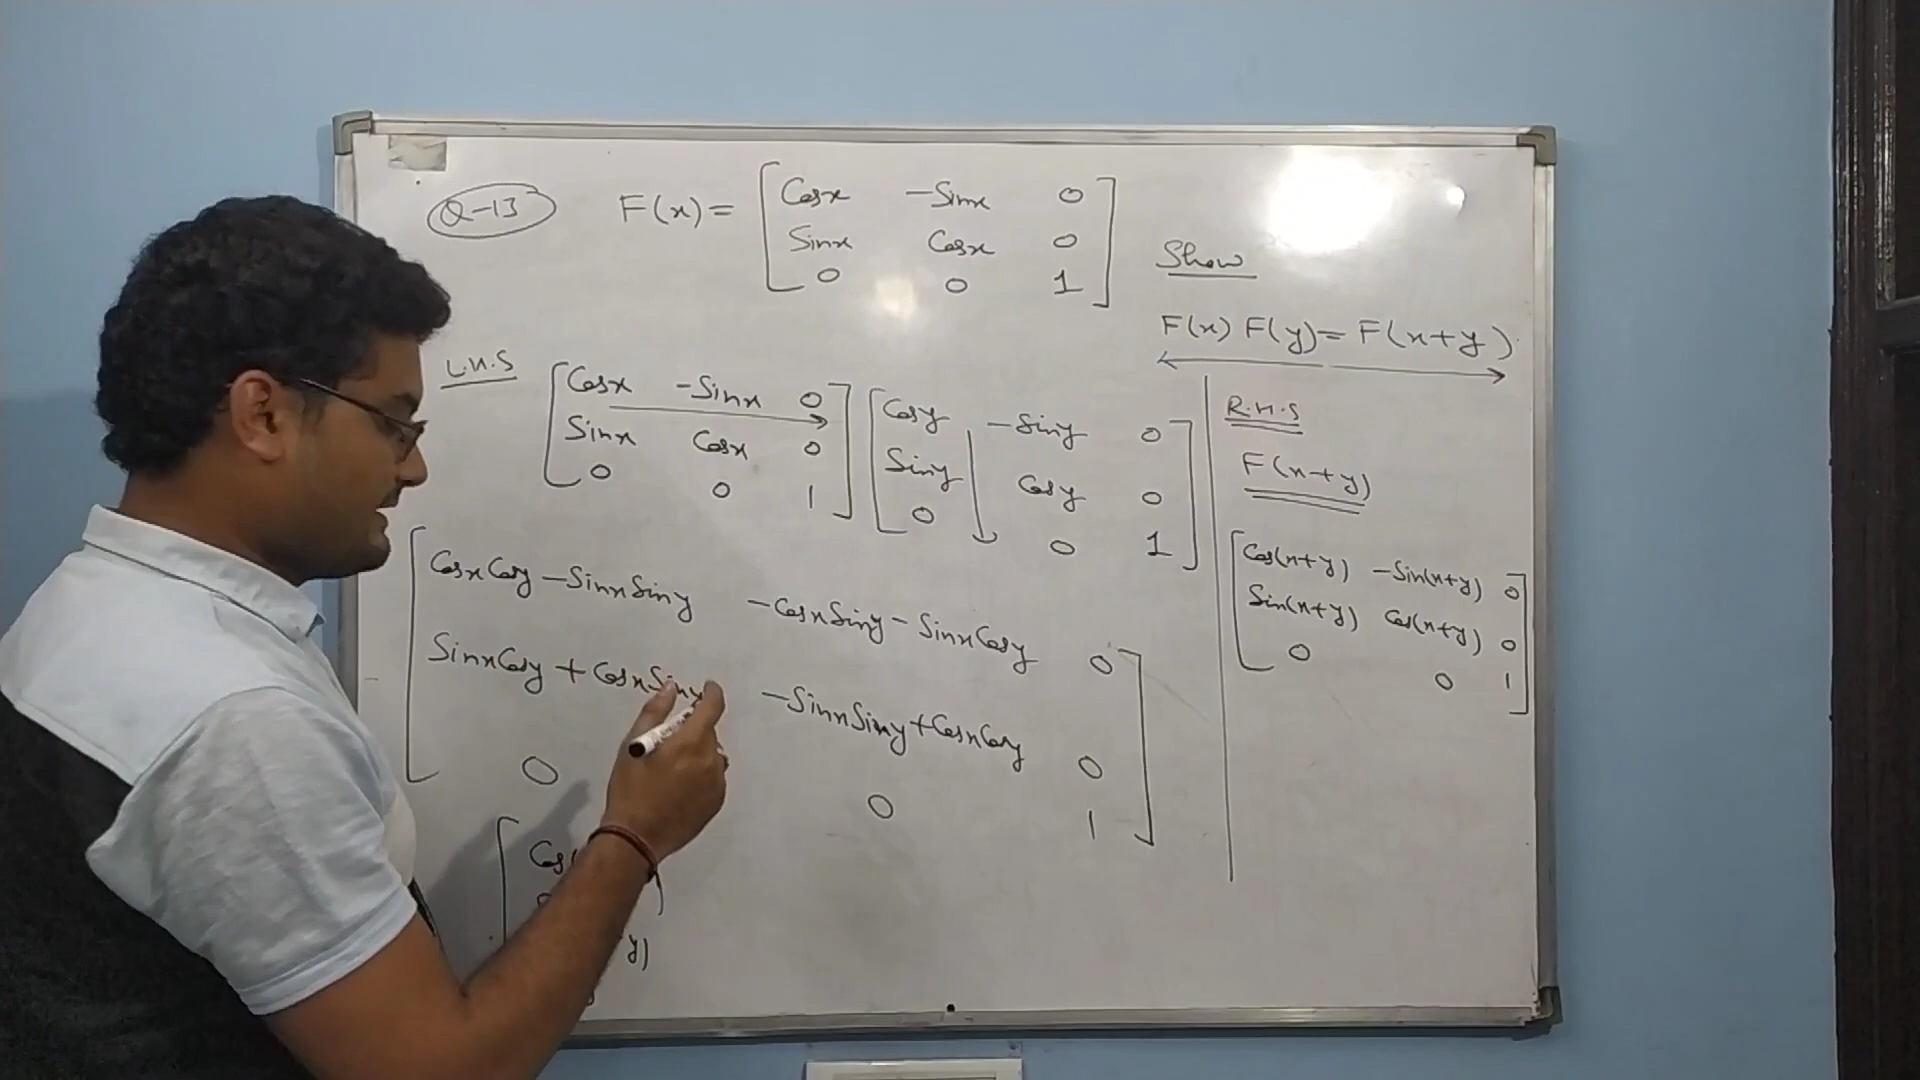 Q-13 F(x) = [ Cosx -Sinx 0
Sinx Cosx 0
0 0 1 ]
Show
F(x) F(y) = F(x+y)
L.H.S [ Cosx -Sinx 0 ] [ Cosy -Siny 0 ]
Sinx Cosx 0 Siny Cosy 0
0 0 1 0 0 1
[ CosxCosy - SinxSiny -CosxSiny - SinxCosy 0
SinxCosy + CosxSiny -SinxSiny + CosxCosy 0
0 0 1 ]
[ Cos(
y)
R.H.S
F(x+y)
[ Cos(x+y) -Sin(x+y) 0
Sin(x+y) Cos(x+y) 0
0 0 1 ]